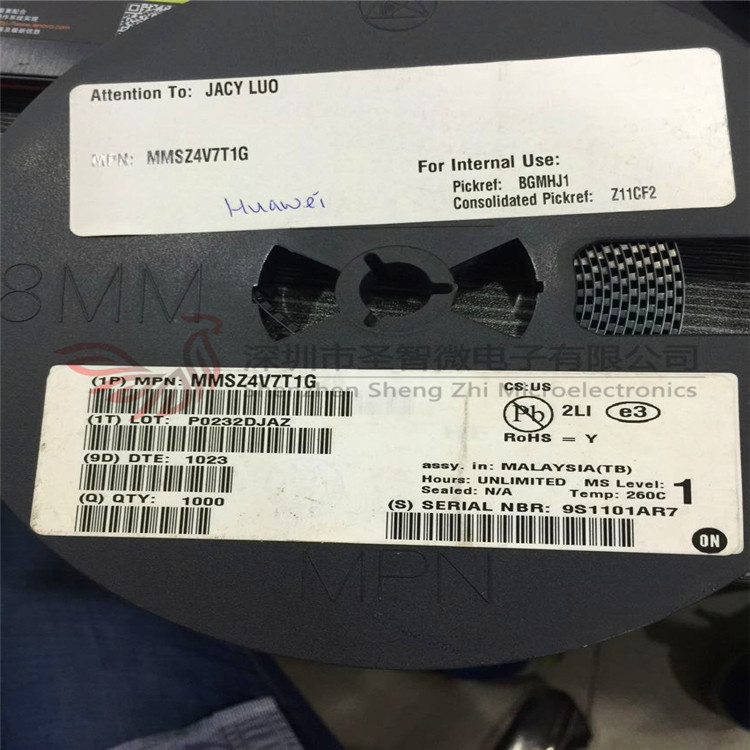 Attention To: JACY LUO
MPN: MMSZ4V7T1G
Huawei
For Internal Use:
Pickref: BGMHJ1
Consolidated Pickref: Z11CF2
8MM
深圳市圣智微电子有限公司
Shenzhen Sheng Zhi Microelectronics
(1P) MPN: MMSZ4V7T1G
(1T) LOT: P0232DJAZ
(9D) DTE: 1023
(Q) QTY: 1000
CS:US
Pb 2LI e3
RoHS = Y
assy. in: MALAYSIA(TB)
Hours: UNLIMITED MS Level: 1
Sealed: N/A Temp: 260C
(S) SERIAL NBR: 9S1101AR7
ON
MPN